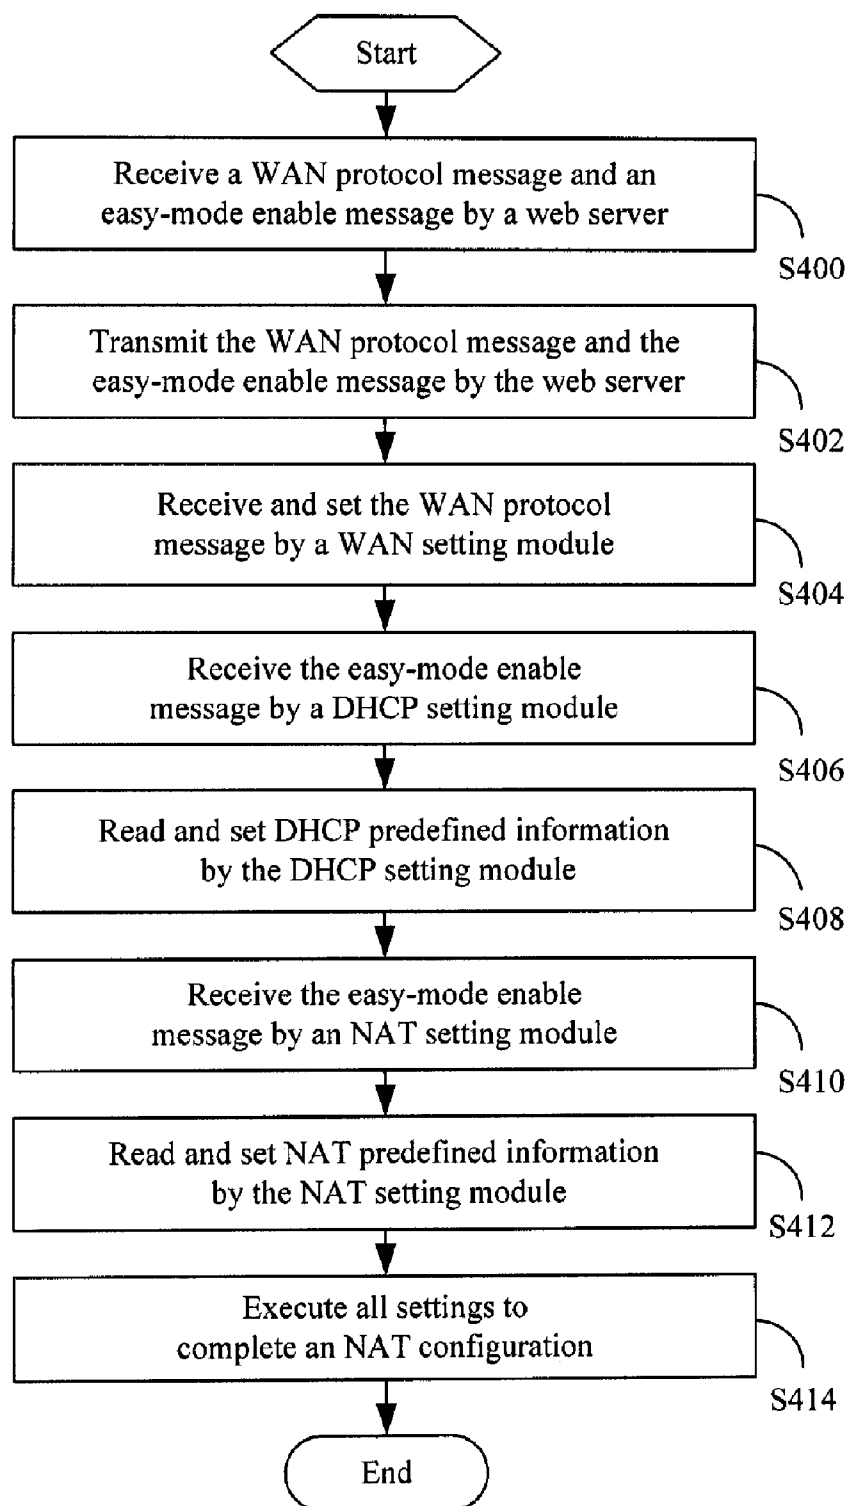 Start
Receive a WAN protocol message and an
easy-mode enable message by a web server
S400
Transmit the WAN protocol message and the
easy-mode enable message by the web server
S402
Receive and set the WAN protocol
message by a WAN setting module
S404
Receive the easy-mode enable
message by a DHCP setting module
S406
Read and set DHCP predefined information
by the DHCP setting module
S408
Receive the easy-mode enable
message by an NAT setting module
S410
Read and set NAT predefined information
by the NAT setting module
S412
Execute all settings to
complete an NAT configuration
S414
End